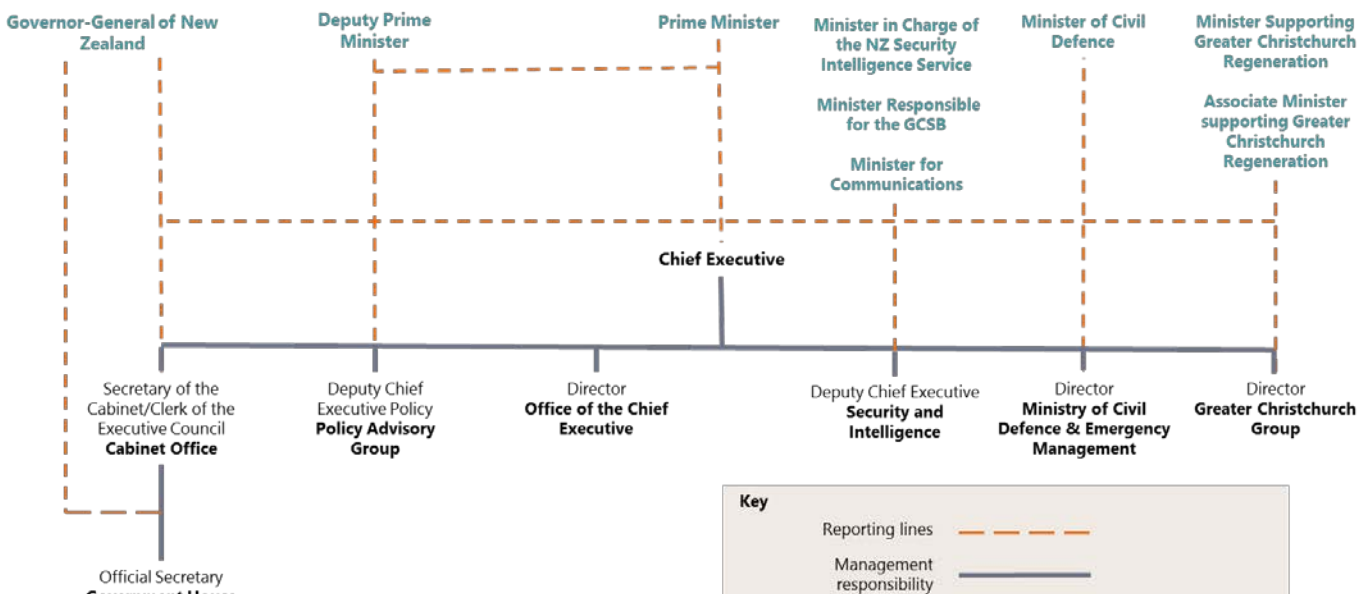 Governor-General of New
Zealand
Deputy Prime
Minister
Prime Minister
Minister in Charge of
the NZ Security
Intelligence Service
Minister Responsible
for the GCSB
Minister for
Communications
Minister of Civil
Defence
Minister Supporting
Greater Christchurch
Regeneration
Associate Minister
supporting Greater
Christchurch
Regeneration
Chief Executive
Secretary of the
Cabinet/Clerk of the
Executive Council
Cabinet Office
Deputy Chief
Executive Policy
Policy Advisory
Group
Director
Office of the Chief
Executive
Deputy Chief Executive
Security and
Intelligence
Director
Ministry of Civil
Defence & Emergency
Management
Director
Greater Christchurch
Group
Official Secretary
Government House
Key
Reporting lines
Management
responsibility